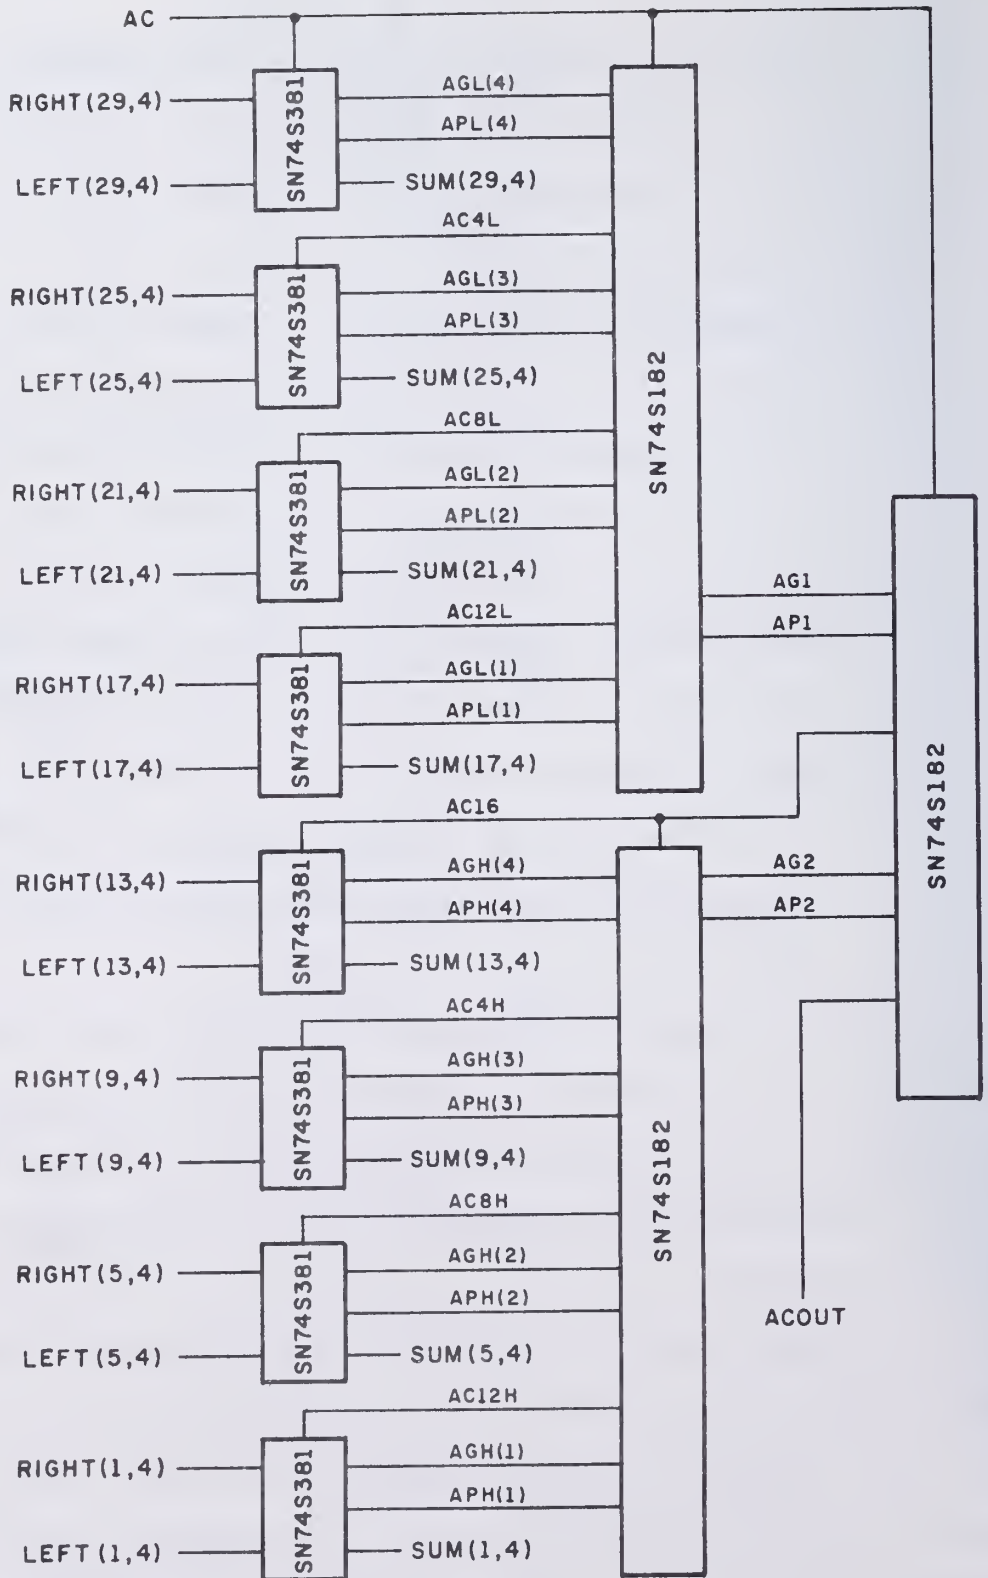 AC
RIGHT(29,4)
SN74S381
AGL(4)
APL(4)
LEFT(29,4)
SUM(29,4)
AC4L
RIGHT(25,4)
SN74S381
AGL(3)
APL(3)
LEFT(25,4)
SUM(25,4)
SN74S182
AC8L
RIGHT(21,4)
SN74S381
AGL(2)
APL(2)
LEFT(21,4)
SUM(21,4)
AG1
AP1
AC12L
RIGHT(17,4)
SN74S381
AGL(1)
APL(1)
LEFT(17,4)
SUM(17,4)
SN74S182
AC16
RIGHT(13,4)
SN74S381
AGH(4)
APH(4)
AG2
AP2
LEFT(13,4)
SUM(13,4)
AC4H
RIGHT(9,4)
SN74S381
AGH(3)
APH(3)
LEFT(9,4)
SUM(9,4)
SN74S182
AC8H
RIGHT(5,4)
SN74S381
AGH(2)
APH(2)
ACOUT
LEFT(5,4)
SUM(5,4)
AC12H
RIGHT(1,4)
SN74S381
AGH(1)
APH(1)
LEFT(1,4)
SUM(1,4)